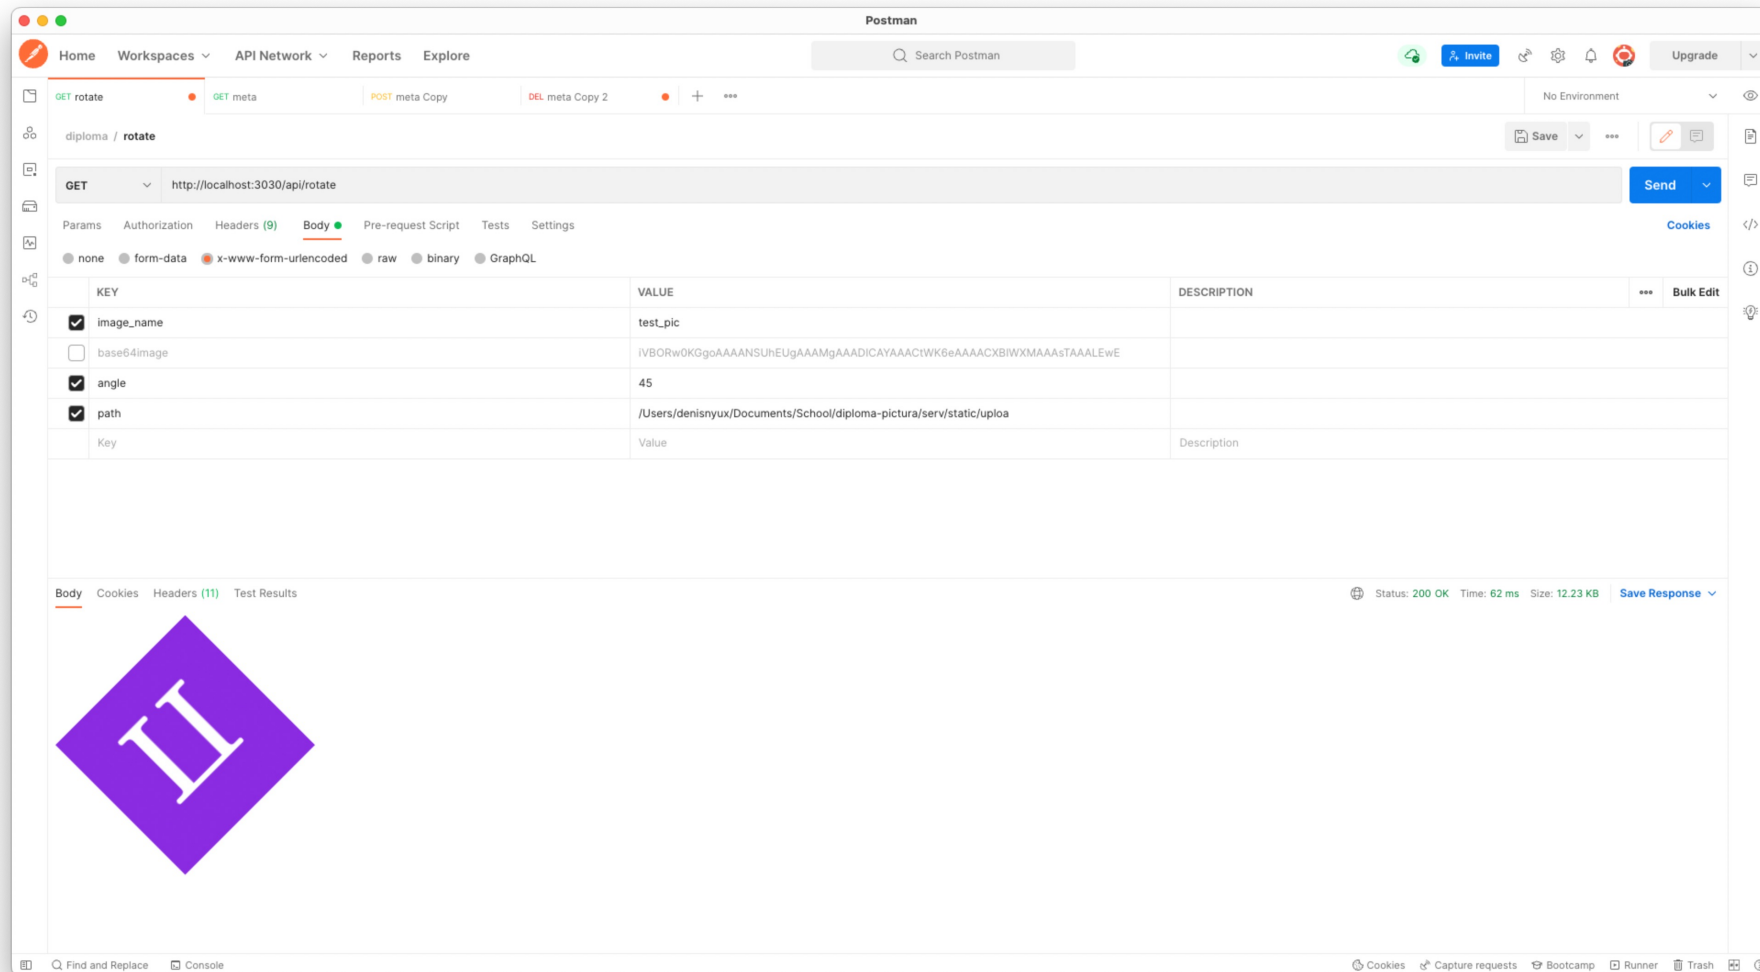 Postman
Home Workspaces API Network Reports Explore Search Postman Invite Upgrade
GET rotate GET meta POST meta Copy DEL meta Copy 2 No Environment
diploma / rotate Save
GET http://localhost:3030/api/rotate Send
Params Authorization Headers (9) Body Pre-request Script Tests Settings Cookies
none form-data x-www-form-urlencoded raw binary GraphQL
KEY VALUE DESCRIPTION Bulk Edit
image_name test_pic
base64image iVBORw0KGgoAAAANSUhEUgAAAMgAAADICAYAAACtWK6eAAAACXBIWXMAAAsTAAALEwE
angle 45
path /Users/denisnyux/Documents/School/diploma-pictura/serv/static/uploa
Key Value Description
Body Cookies Headers (11) Test Results Status: 200 OK Time: 62 ms Size: 12.23 KB Save Response
Find and Replace Console Cookies Capture requests Bootcamp Runner Trash